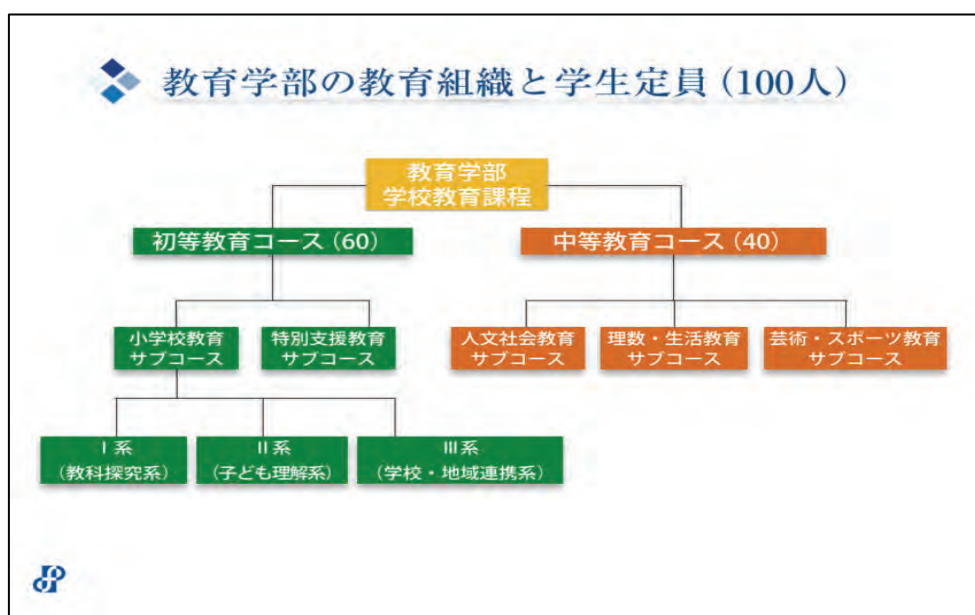 教育学部の教育組織と学生定員（100人）
教育学部
学校教育課程
初等教育コース（60）
中等教育コース（40）
小学校教育
サブコース
特別支援教育
サブコース
人文社会教育
サブコース
理数・生活教育
サブコース
芸術・スポーツ教育
サブコース
Ⅰ系
（教科探究系）
Ⅱ系
（子ども理解系）
Ⅲ系
（学校・地域連携系）